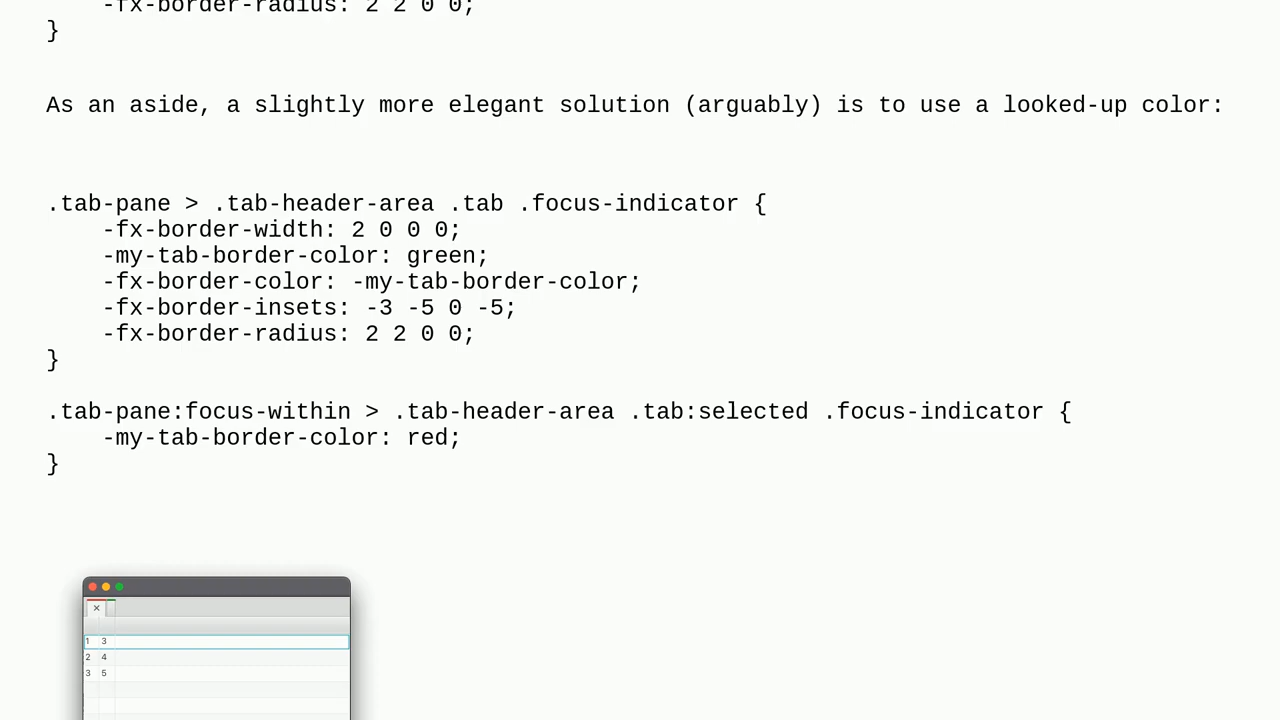 -fx-border-radius: 2 2 0 0;
}
As an aside, a slightly more elegant solution (arguably) is to use a looked-up color:
.tab-pane > .tab-header-area .tab .focus-indicator {
    -fx-border-width: 2 0 0 0;
    -my-tab-border-color: green;
    -fx-border-color: -my-tab-border-color;
    -fx-border-insets: -3 -5 0 -5;
    -fx-border-radius: 2 2 0 0;
}
.tab-pane:focus-within > .tab-header-area .tab:selected .focus-indicator {
    -my-tab-border-color: red;
}
1 3
2 4
3 5